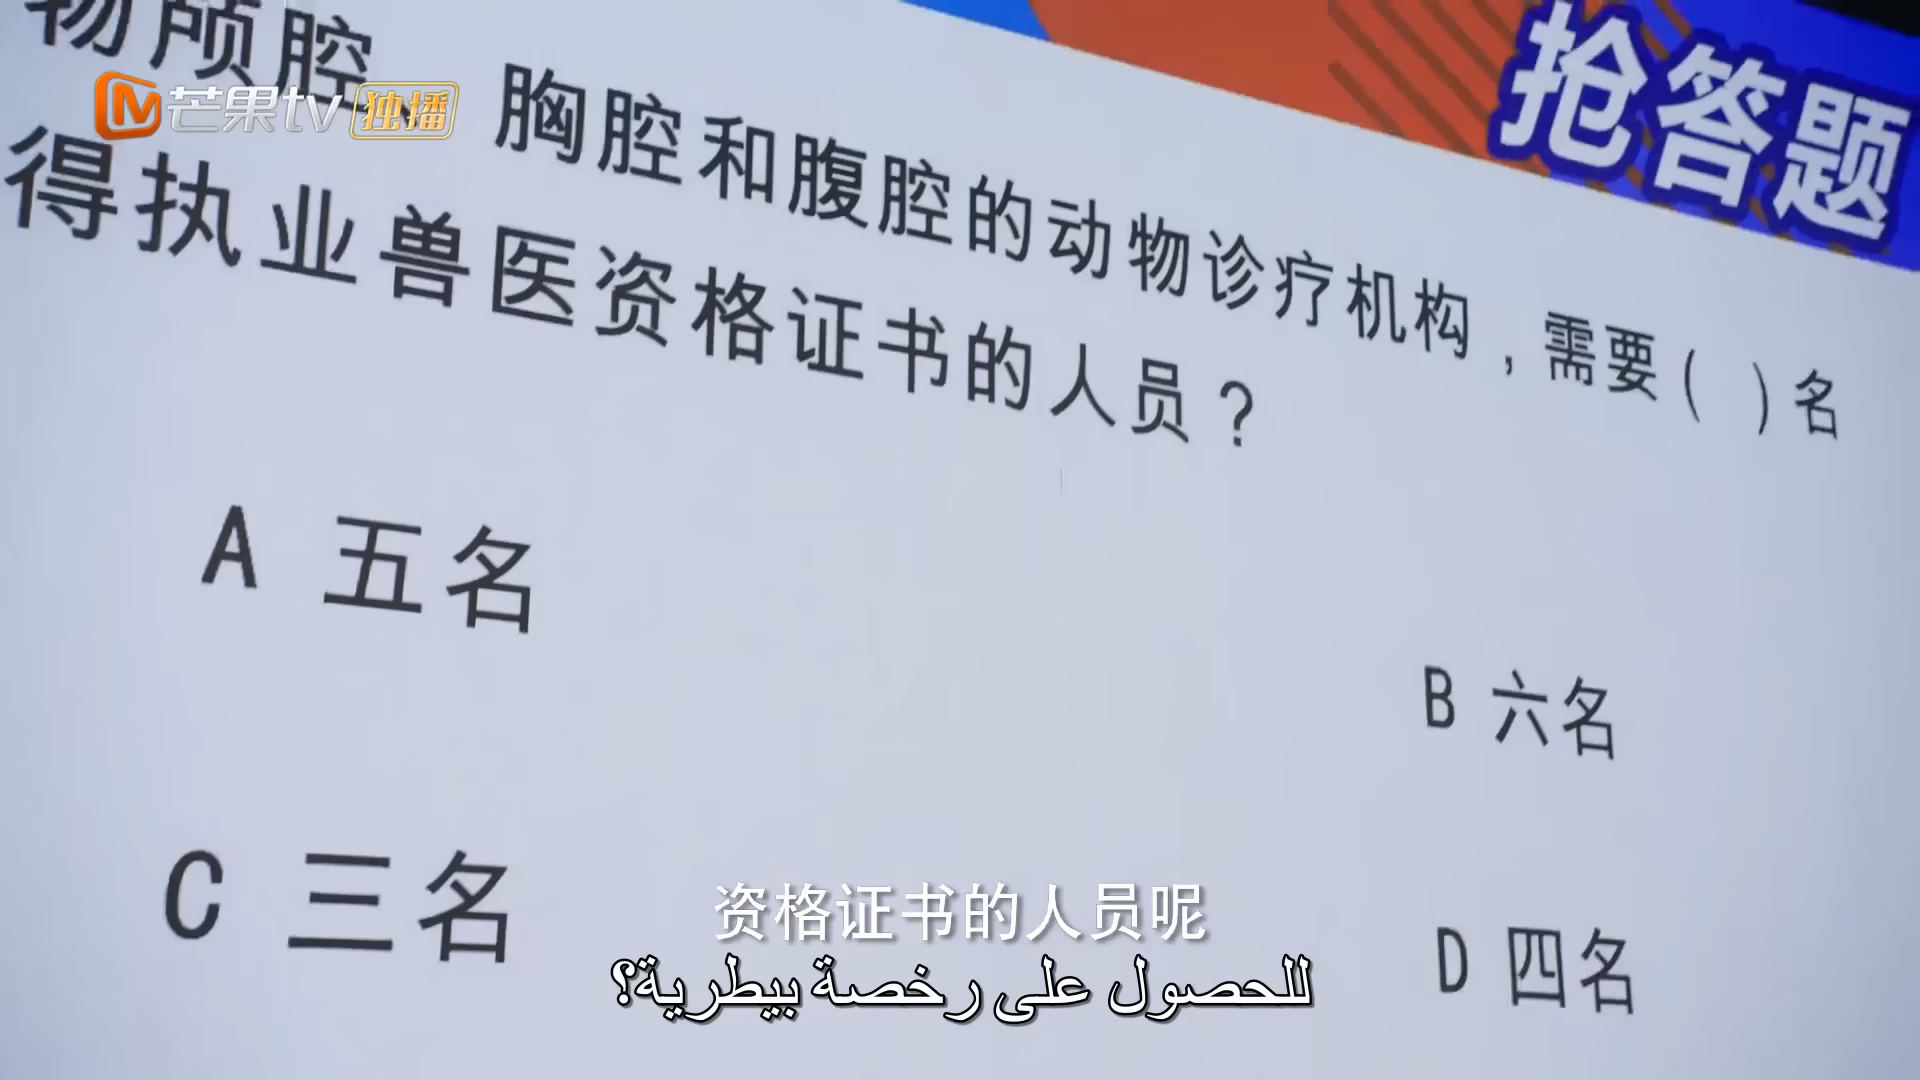 抢答题
芒果tv 独播
物颅腔、胸腔和腹腔的动物诊疗机构，需要（ ）名
得执业兽医资格证书的人员？
A 五名
B 六名
C 三名
D 四名
资格证书的人员呢
للحصول على رخصة بيطرية؟